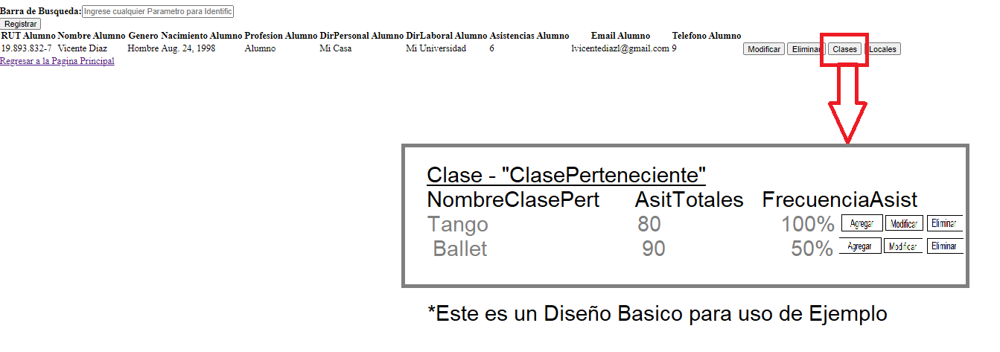 Barra de Busqueda: Ingrese cualquier Parametro para Identific
Registrar
RUT Alumno Nombre Alumno Genero Nacimiento Alumno Profesion Alumno DirPersonal Alumno DirLaboral Alumno Asistencias Alumno Email Alumno Telefono Alumno
19.893.832-7 Vicente Diaz Hombre Aug. 24, 1998 Alumno Mi Casa Mi Universidad 6 lvicentediazl@gmail.com 9 Modificar Eliminar Clases Locales
Regresar a la Pagina Principal
Clase - "ClasePerteneciente"
NombreClasePert AsitTotales FrecuenciaAsist
Tango 80 100% Agregar Modificar Eliminar
Ballet 90 50% Agregar Modificar Eliminar
*Este es un Diseño Basico para uso de Ejemplo